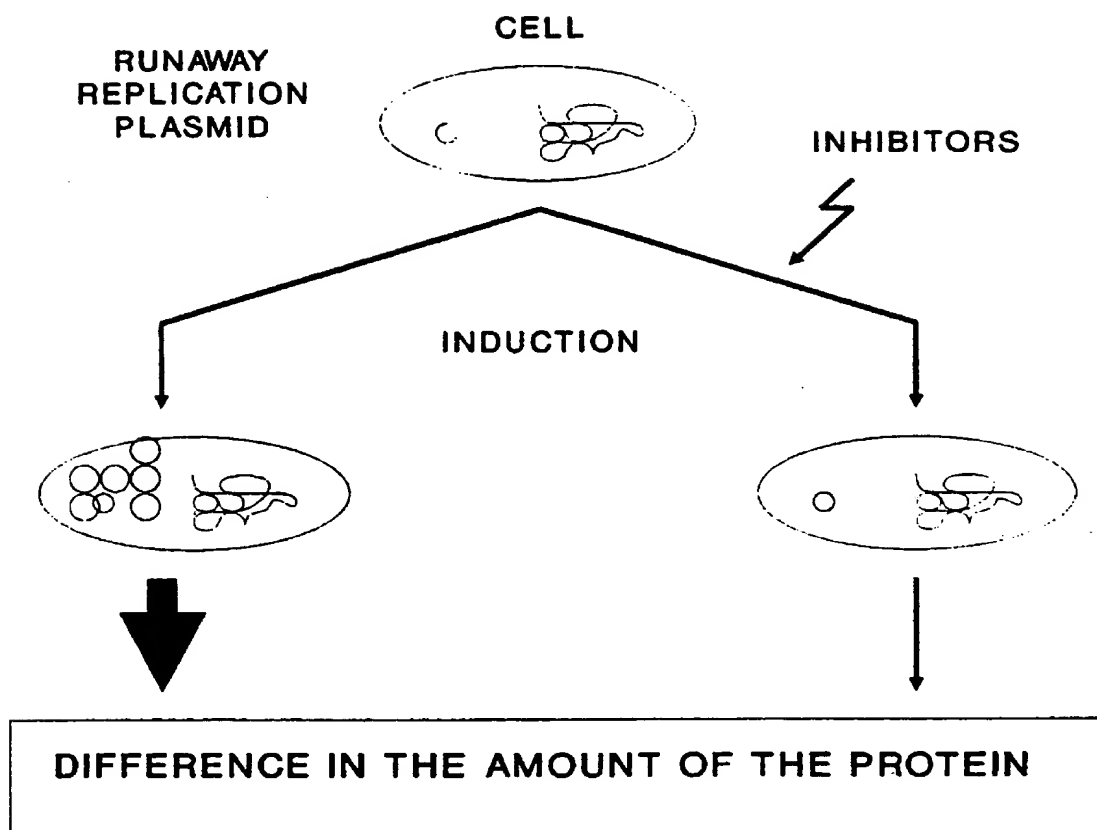 CELL
RUNAWAY
REPLICATION
PLASMID
INHIBITORS
INDUCTION
DIFFERENCE IN THE AMOUNT OF THE PROTEIN